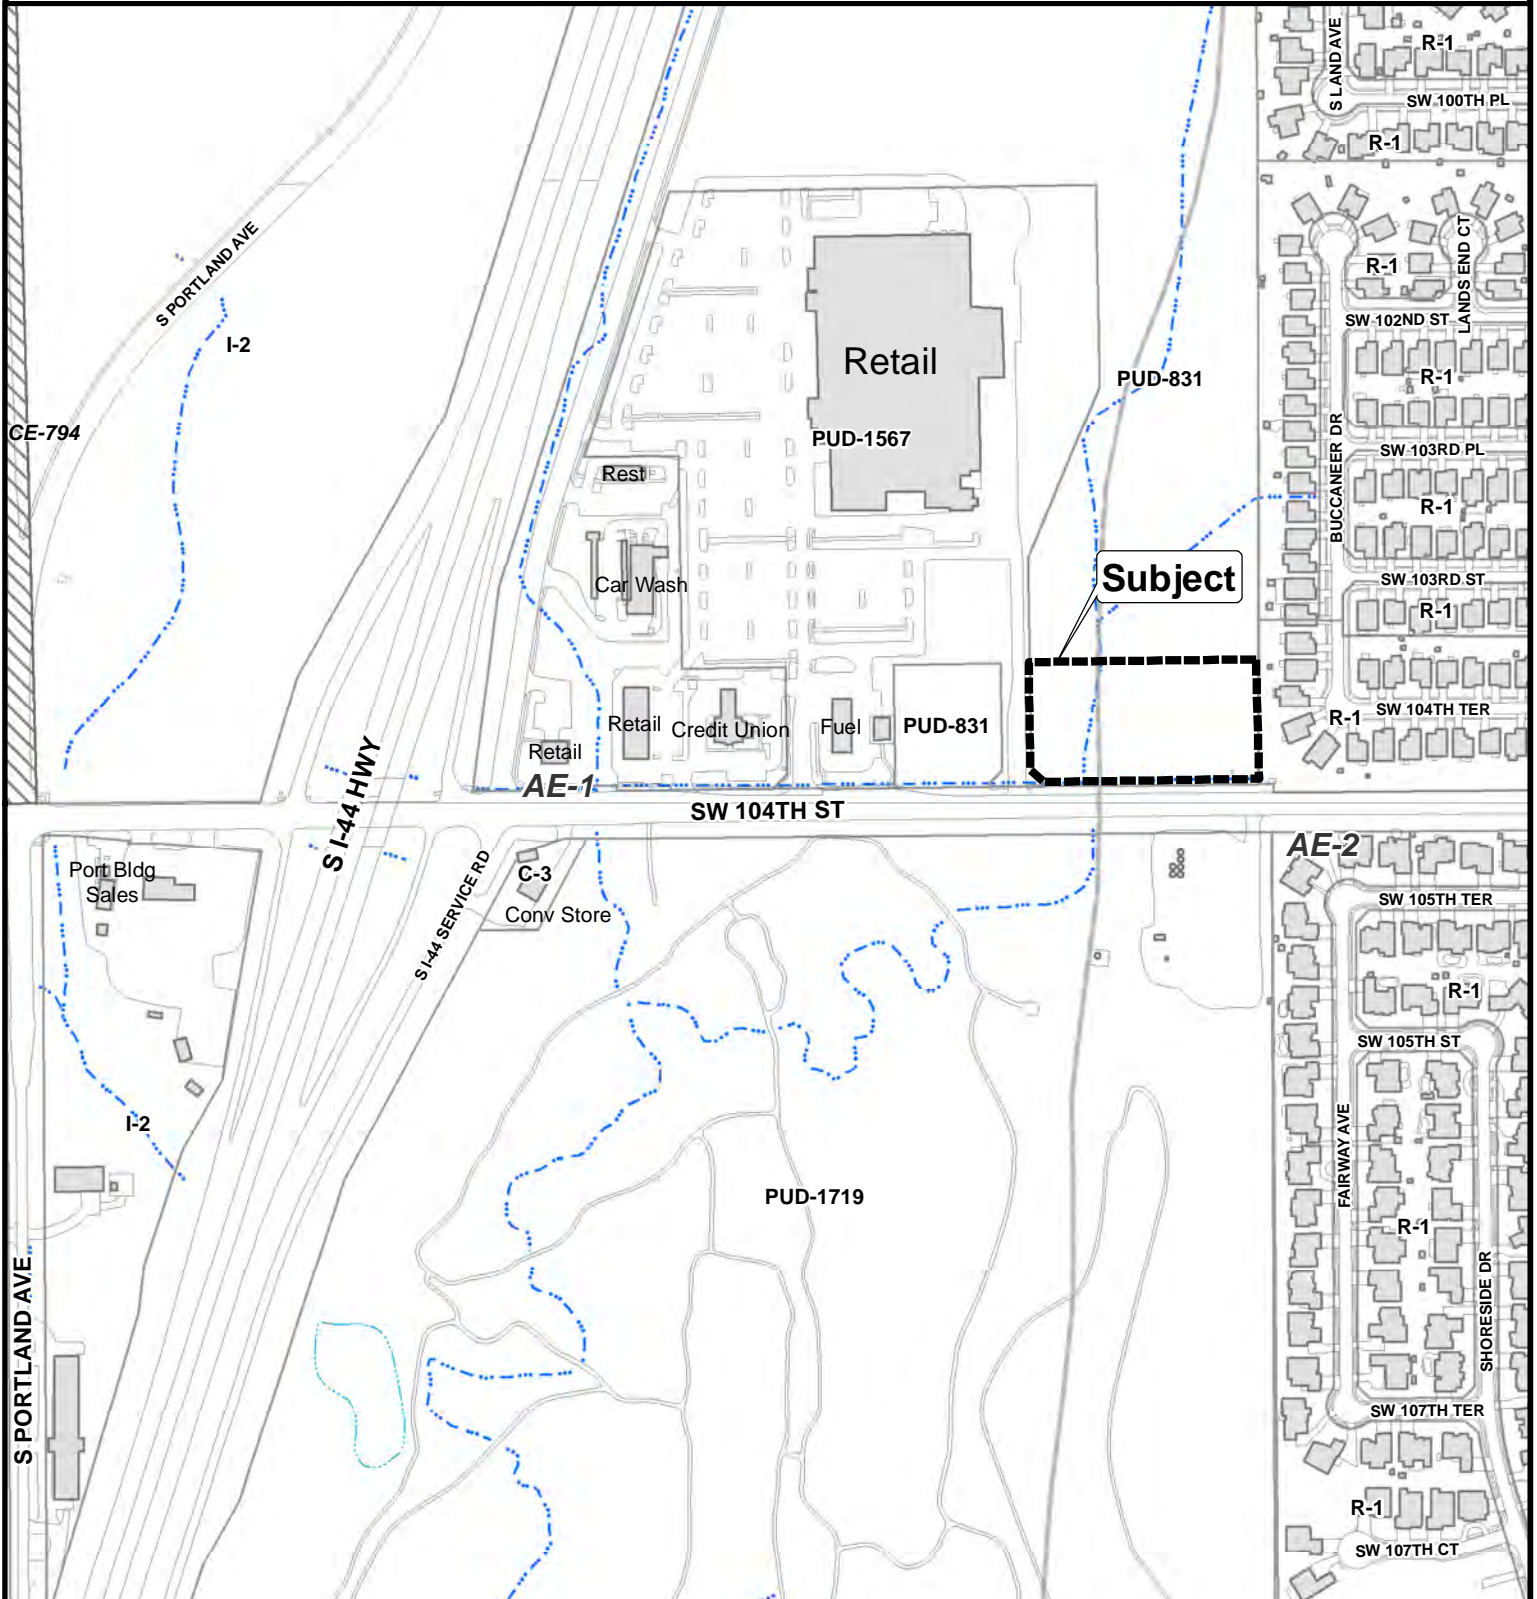 R-1
S LAND AVE
SW 100TH PL
R-1
S PORTLAND AVE
R-1
LANDS END CT
SW 102ND ST
I-2
Retail
PUD-831
R-1
CE-794
PUD-1567
BUCCANEER DR
SW 103RD PL
Rest
R-1
Subject
Car Wash
SW 103RD ST
R-1
Retail
Credit Union
Fuel
PUD-831
SW 104TH TER
R-1
Retail
AE-1
S I-44 HWY
SW 104TH ST
AE-2
Port Bldg
Sales
C-3
Conv Store
S I-44 SERVICE RD
SW 105TH TER
R-1
SW 105TH ST
I-2
FAIRWAY AVE
PUD-1719
R-1
SHORESIDE DR
S PORTLAND AVE
SW 107TH TER
R-1
SW 107TH CT